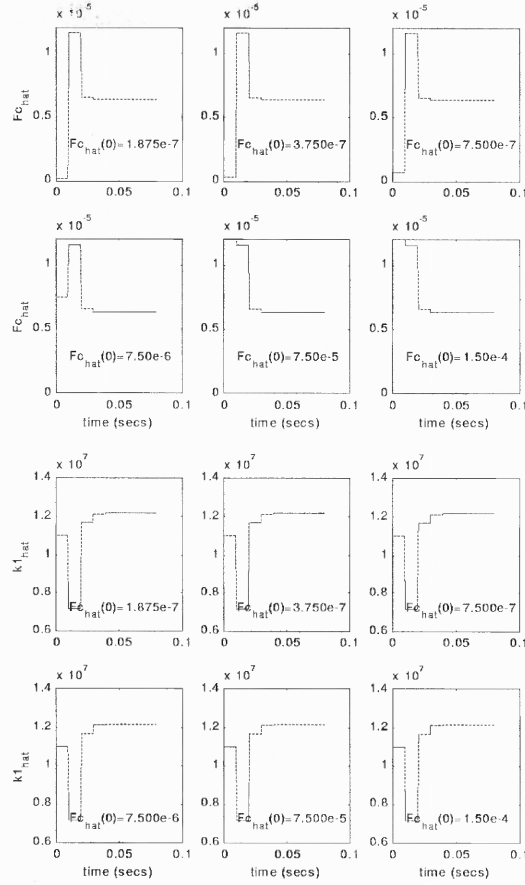 x 10^-5 x 10^-5 x 10^-5
1 1 1
Fc_hat
0.5 0.5 0.5
Fc_hat(0)=1.875e-7 Fc_hat(0)=3.750e-7 Fc_hat(0)=7.500e-7
0 0 0
0 0.05 0.1 0 0.05 0.1 0 0.05 0.1
x 10^-5 x 10^-5 x 10^-5
1 1 1
Fc_hat
0.5 0.5 0.5
Fc_hat(0)=7.50e-6 Fc_hat(0)=7.50e-5 Fc_hat(0)=1.50e-4
0 0 0
0 0.05 0.1 0 0.05 0.1 0 0.05 0.1
time (secs) time (secs) time (secs)
x 10^7 x 10^7 x 10^7
1.4 1.4 1.4
1.2 1.2 1.2
k1_hat
1 1 1
0.8 0.8 0.8
Fc_hat(0)=1.875e-7 Fc_hat(0)=3.750e-7 Fc_hat(0)=7.500e-7
0.6 0.6 0.6
0 0.05 0.1 0 0.05 0.1 0 0.05 0.1
x 10^7 x 10^7 x 10^7
1.4 1.4 1.4
1.2 1.2 1.2
k1_hat
1 1 1
0.8 0.8 0.8
Fc_hat(0)=7.500e-6 Fc_hat(0)=7.500e-5 Fc_hat(0)=1.50e-4
0.6 0.6 0.6
0 0.05 0.1 0 0.05 0.1 0 0.05 0.1
time (secs) time (secs) time (secs)